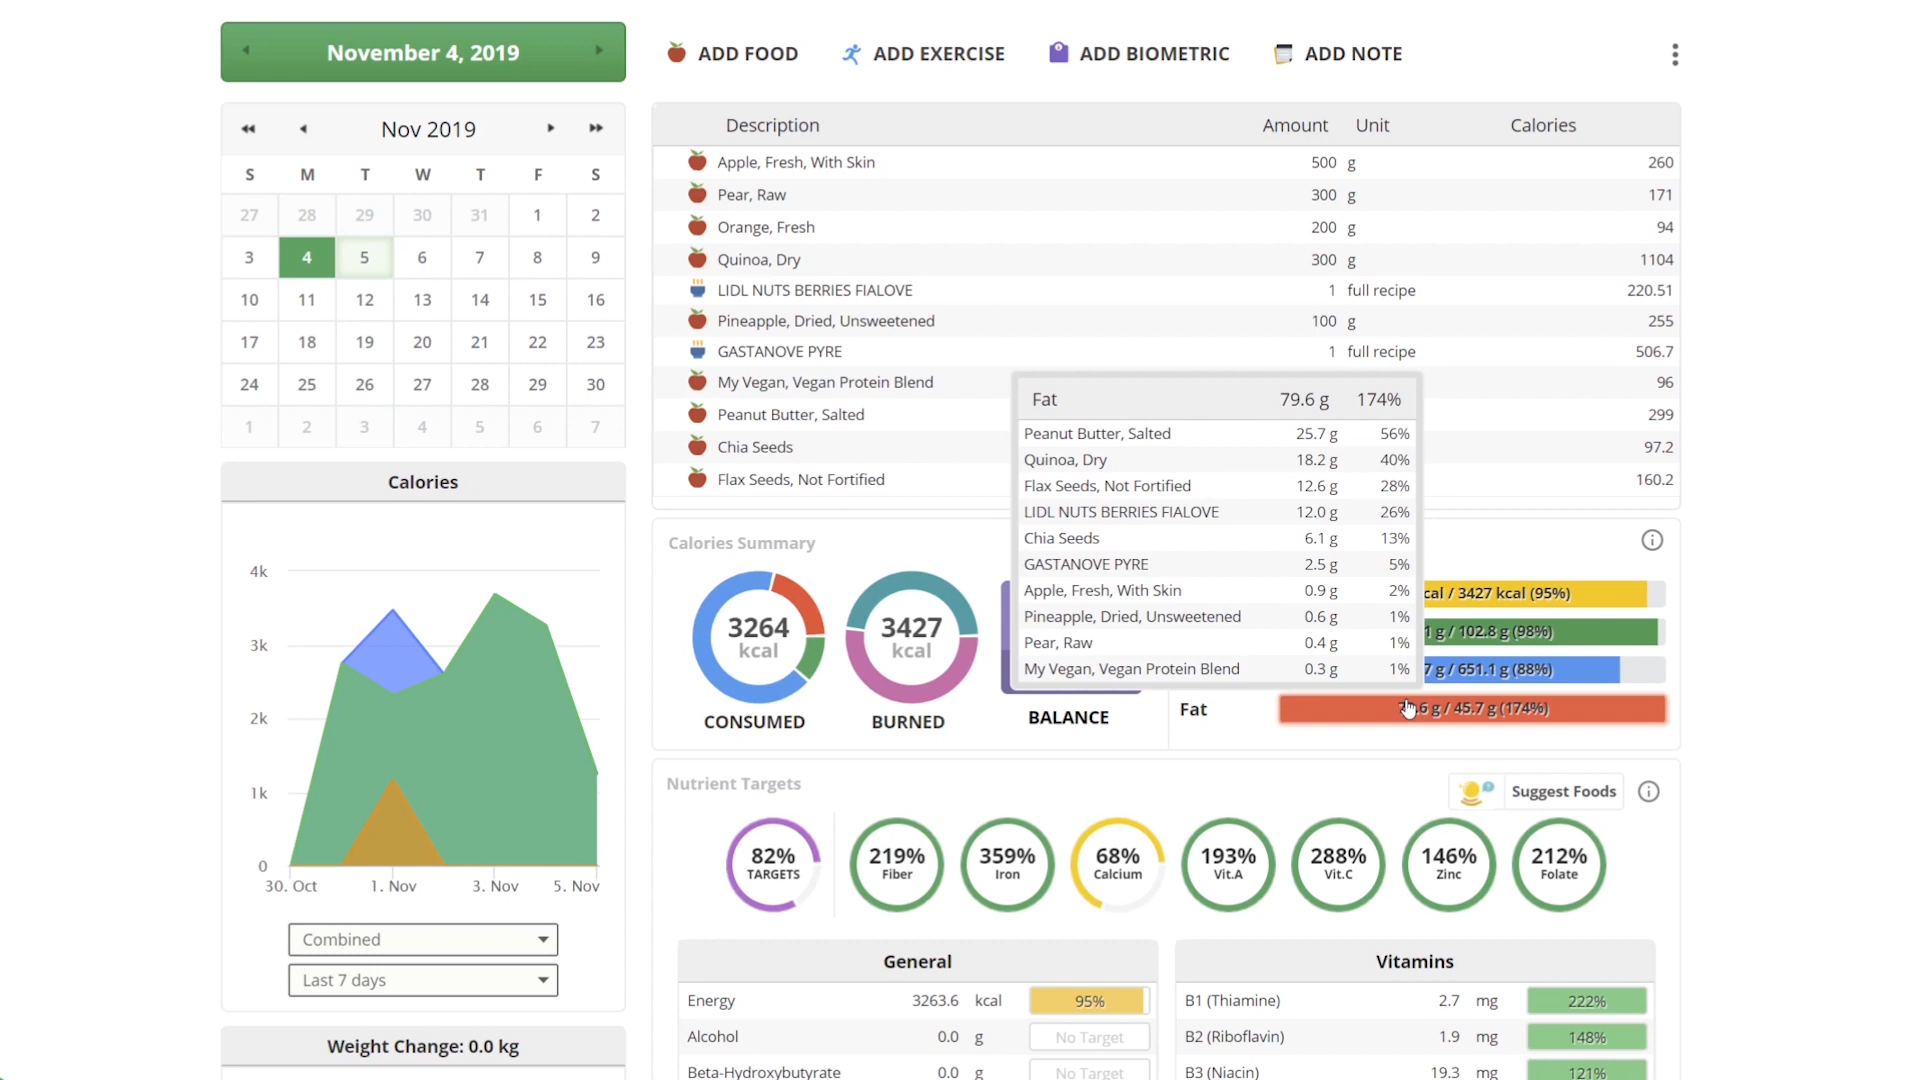 November 4, 2019
ADD FOOD ADD EXERCISE ADD BIOMETRIC ADD NOTE
Nov 2019
S M T W T F S
27 28 29 30 31 1 2
3 4 5 6 7 8 9
10 11 12 13 14 15 16
17 18 19 20 21 22 23
24 25 26 27 28 29 30
1 2 3 4 5 6 7
Calories
4k
3k
2k
1k
0
30. Oct 1. Nov 3. Nov 5. Nov
Combined
Last 7 days
Weight Change: 0.0 kg
Description Amount Unit Calories
Apple, Fresh, With Skin 500 g 260
Pear, Raw 300 g 171
Orange, Fresh 200 g 94
Quinoa, Dry 300 g 1104
LIDL NUTS BERRIES FIALOVE 1 full recipe 220.51
Pineapple, Dried, Unsweetened 100 g 255
GASTANOVE PYRE 1 full recipe 506.7
My Vegan, Vegan Protein Blend 96
Peanut Butter, Salted 299
Chia Seeds 97.2
Flax Seeds, Not Fortified 160.2
Fat 79.6 g 174%
Peanut Butter, Salted 25.7 g 56%
Quinoa, Dry 18.2 g 40%
Flax Seeds, Not Fortified 12.6 g 28%
LIDL NUTS BERRIES FIALOVE 12.0 g 26%
Chia Seeds 6.1 g 13%
GASTANOVE PYRE 2.5 g 5%
Apple, Fresh, With Skin 0.9 g 2%
Pineapple, Dried, Unsweetened 0.6 g 1%
Pear, Raw 0.4 g 1%
My Vegan, Vegan Protein Blend 0.3 g 1%
Calories Summary
3264
kcal
CONSUMED
3427
kcal
BURNED
BALANCE
/ 3427 kcal (95%)
g / 102.8 g (98%)
g / 651.1 g (88%)
Fat g / 45.7 g (174%)
Nutrient Targets
Suggest Foods
82% TARGETS
219% Fiber
359% Iron
68% Calcium
193% Vit.A
288% Vit.C
146% Zinc
212% Folate
General
Energy 3263.6 kcal 95%
Alcohol 0.0 g No Target
Beta-Hydroxybutyrate 0.0 g No Target
Vitamins
B1 (Thiamine) 2.7 mg 222%
B2 (Riboflavin) 1.9 mg 148%
B3 (Niacin) 19.3 mg 121%